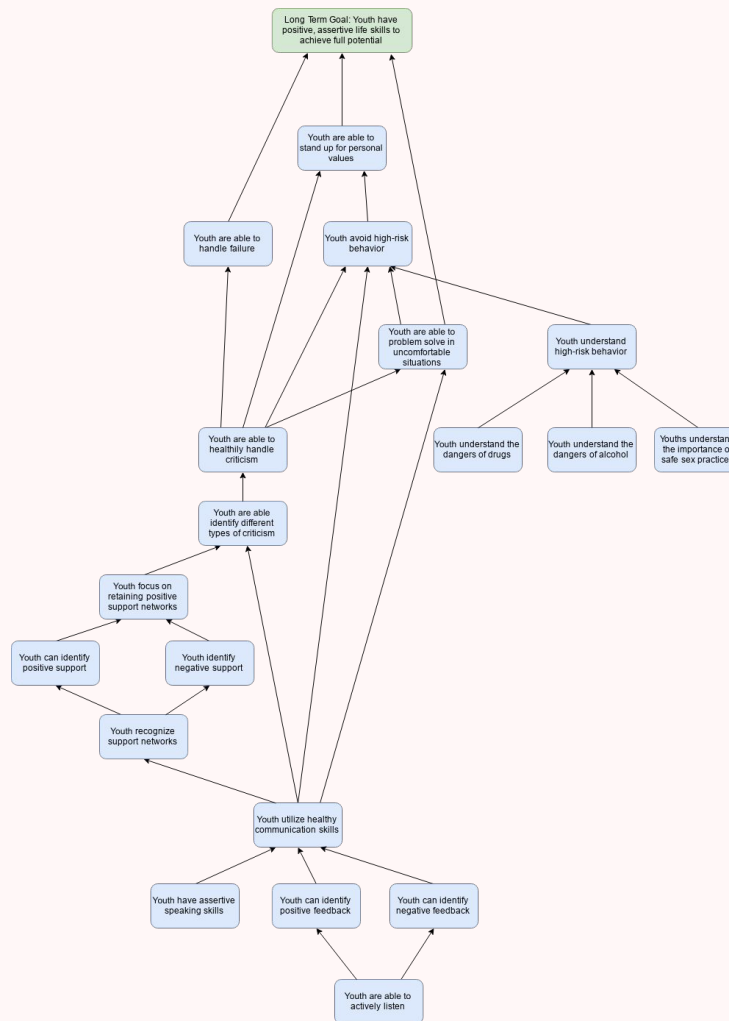 Long Term Goal: Youth have
positive, assertive life skills to
achieve full potential
Youth are able to
stand up for personal
values
Youth are able to
handle failure
Youth avoid high-risk
behavior
Youth are able to
problem solve in
uncomfortable
situations
Youth understand
high-risk behavior
Youth are able to
healthily handle
criticism
Youth understand the
dangers of drugs
Youth understand the
dangers of alcohol
Youths understand
the importance o
safe sex practice
Youth are able
identify different
types of criticism
Youth focus on
retaining positive
support networks
Youth can identify
positive support
Youth identify
negative support
Youth recognize
support networks
Youth utilize healthy
communication skills
Youth have assertive
speaking skills
Youth can identify
positive feedback
Youth can identify
negative feedback
Youth are able to
actively listen